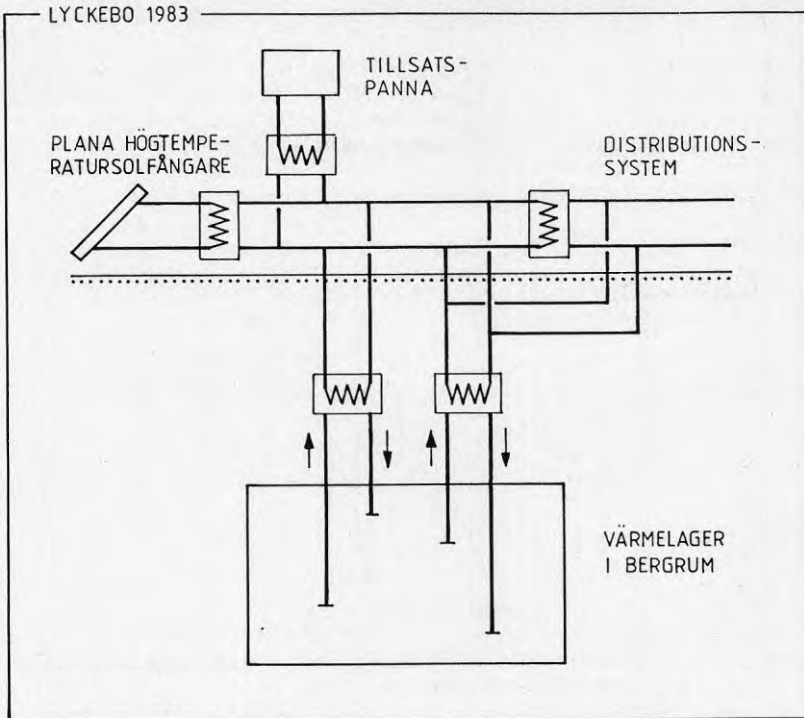 LYCKEBO 1983
TILLSATS-
PANNA
PLANA HÖGTEMPE-
RATURSOLFÅNGARE
DISTRIBUTIONS-
SYSTEM
VÄRMELAGER
I BERGRUM